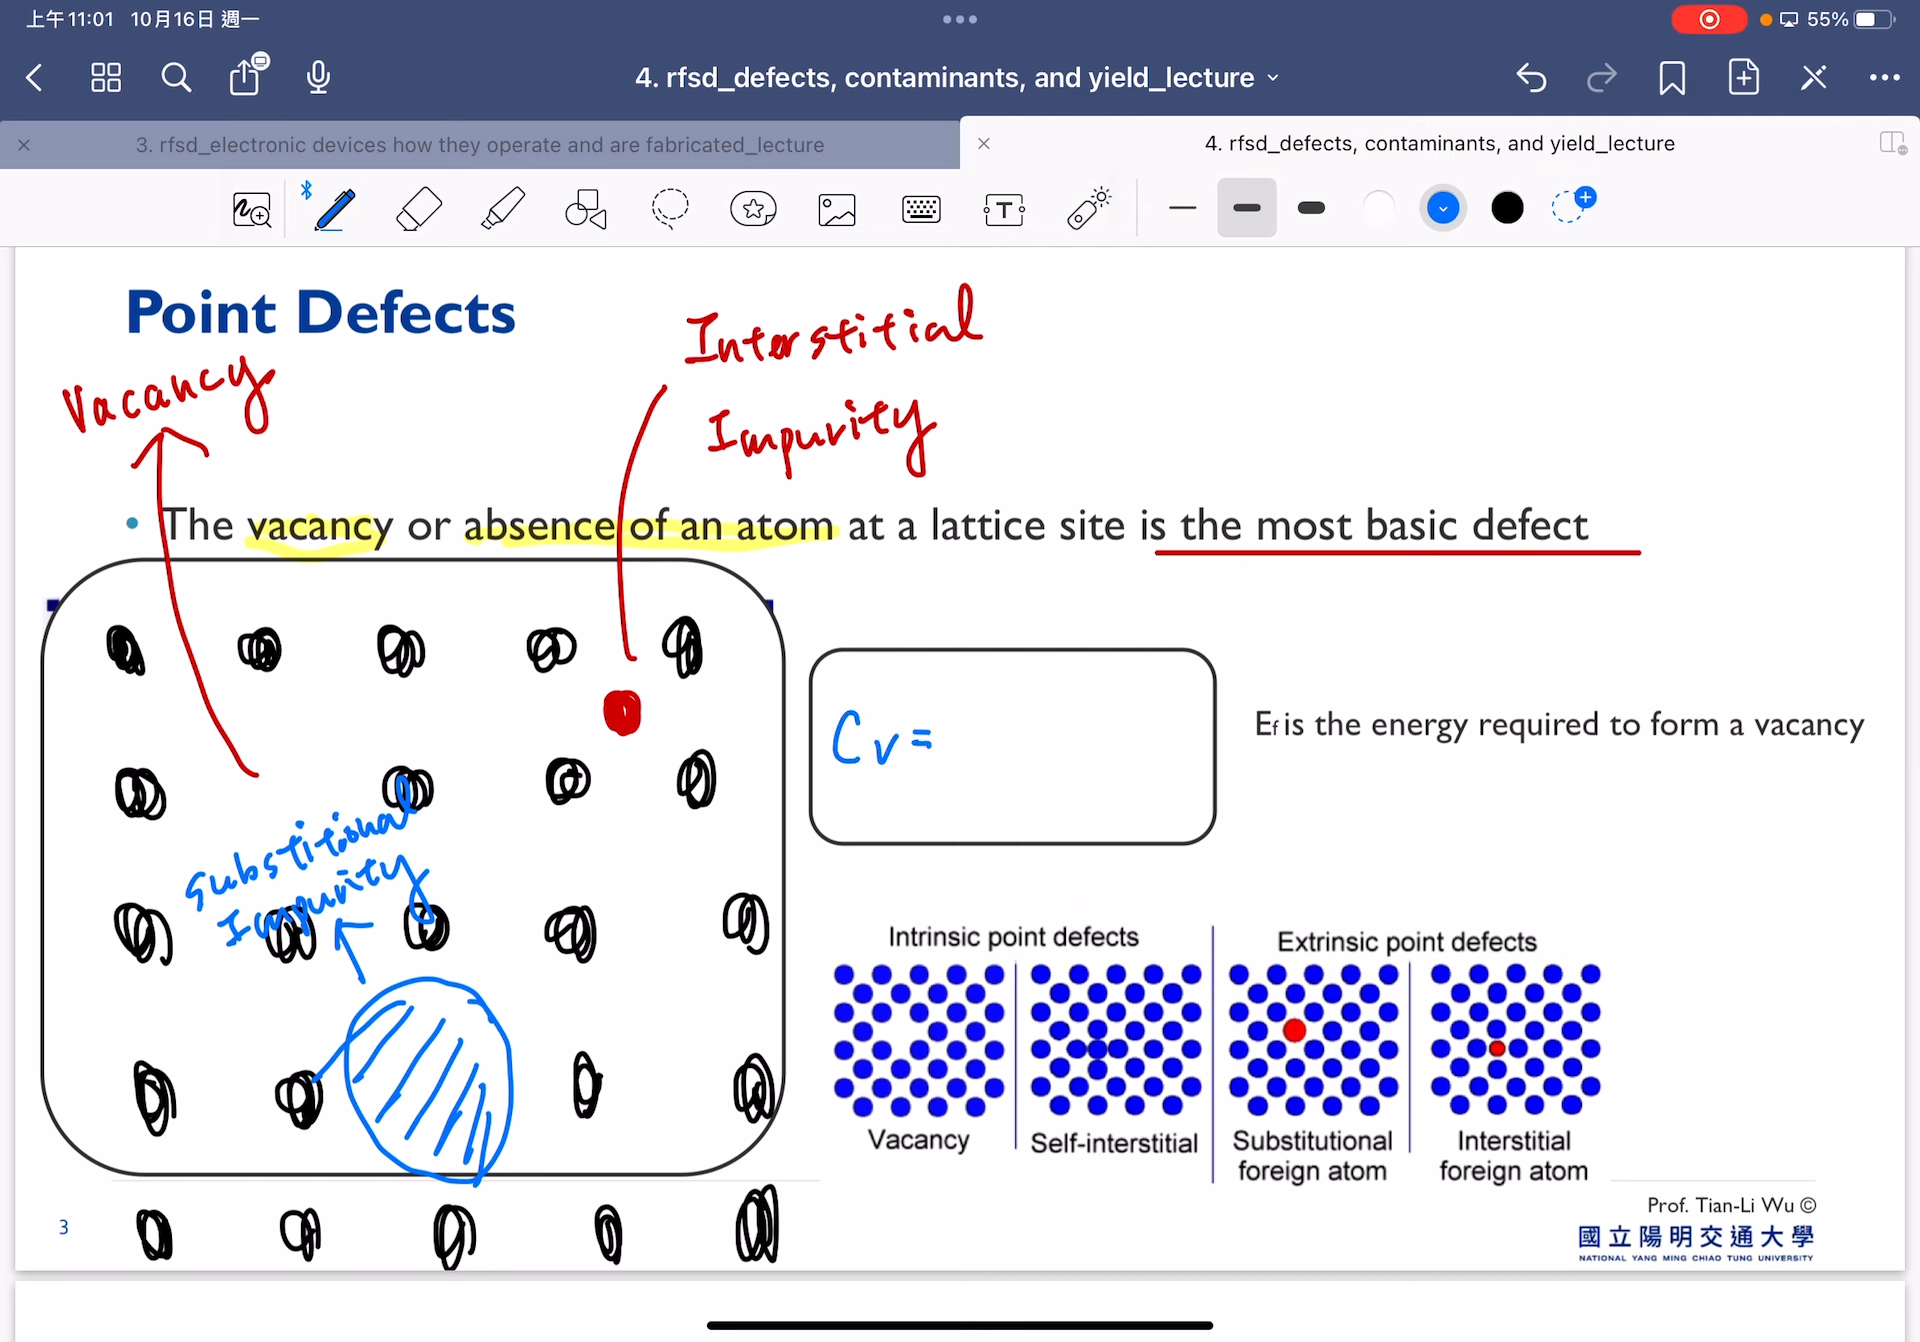 上午11:01 10月16日 週一
55%
4. rfsd_defects, contaminants, and yield_lecture
3. rfsd_electronic devices how they operate and are fabricated_lecture
4. rfsd_defects, contaminants, and yield_lecture
T
Point Defects
Vacancy
Interstitial
Impurity
• The vacancy or absence of an atom at a lattice site is the most basic defect
Cv =
Ef is the energy required to form a vacancy
Substitional
Impurity
Intrinsic point defects
Extrinsic point defects
Vacancy
Self-interstitial
Substitutional
foreign atom
Interstitial
foreign atom
3
Prof. Tian-Li Wu ©
國立陽明交通大學
NATIONAL YANG MING CHIAO TUNG UNIVERSITY